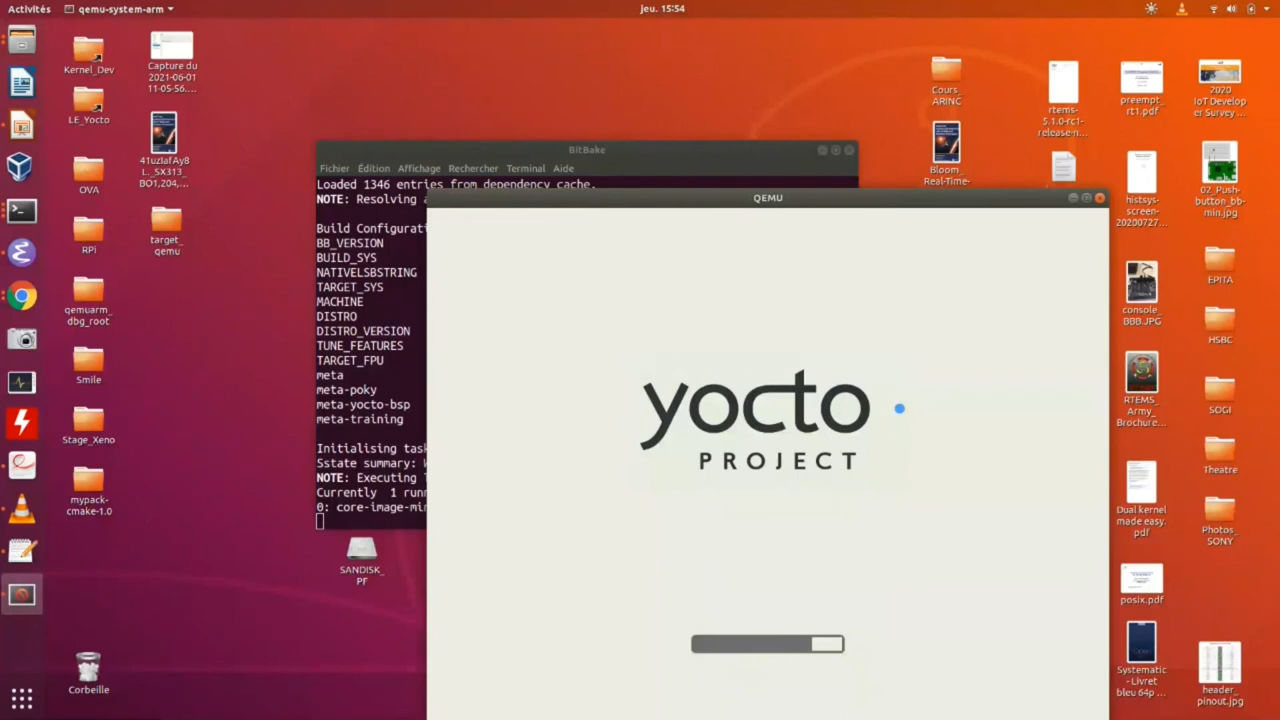 Activités
qemu-system-arm
jeu. 15:54
Kernel_Dev
LE_Yocto
OVA
RPi
qemuarm_
dbg_root
Smile
Stage_Xeno
mypack-
cmake-1.0
Corbeille
Capture du
2021-06-01
11-05-56....
41uzIafAy8
L._SX313_
BO1,204,...
target_
qemu
BitBake
Fichier Édition Affichage Rechercher Terminal Aide
Loaded 1346 entries from dependency cache.
NOTE: Resolving
Build Configurati
BB_VERSION
BUILD_SYS
NATIVELSBSTRING
TARGET_SYS
MACHINE
DISTRO
DISTRO_VERSION
TUNE_FEATURES
TARGET_FPU
meta
meta-poky
meta-yocto-bsp
meta-training
Initialising task
Sstate summary:
NOTE: Executing
Currently 1 runn
0: core-image-min
SANDISK_
PF
QEMU
yocto
PROJECT
Cours_
ARINC
Bloom_
Real-Time-
rtems-
5.1.0-rc1-
release-n...
preempt_
rt1.pdf
histsys-
screen-
20200727...
console_
BBB.JPG
RTEMS_
Army_
Brochure...
Dual kernel
made easy.
pdf
posix.pdf
Systematic
- Livret
bleu 64p ...
2020
IoT Develop
er Survey ...
02_Push-
button_bb-
min.jpg
EPITA
HSBC
SOGI
Theatre
Photos_
SONY
header_
pinout.jpg